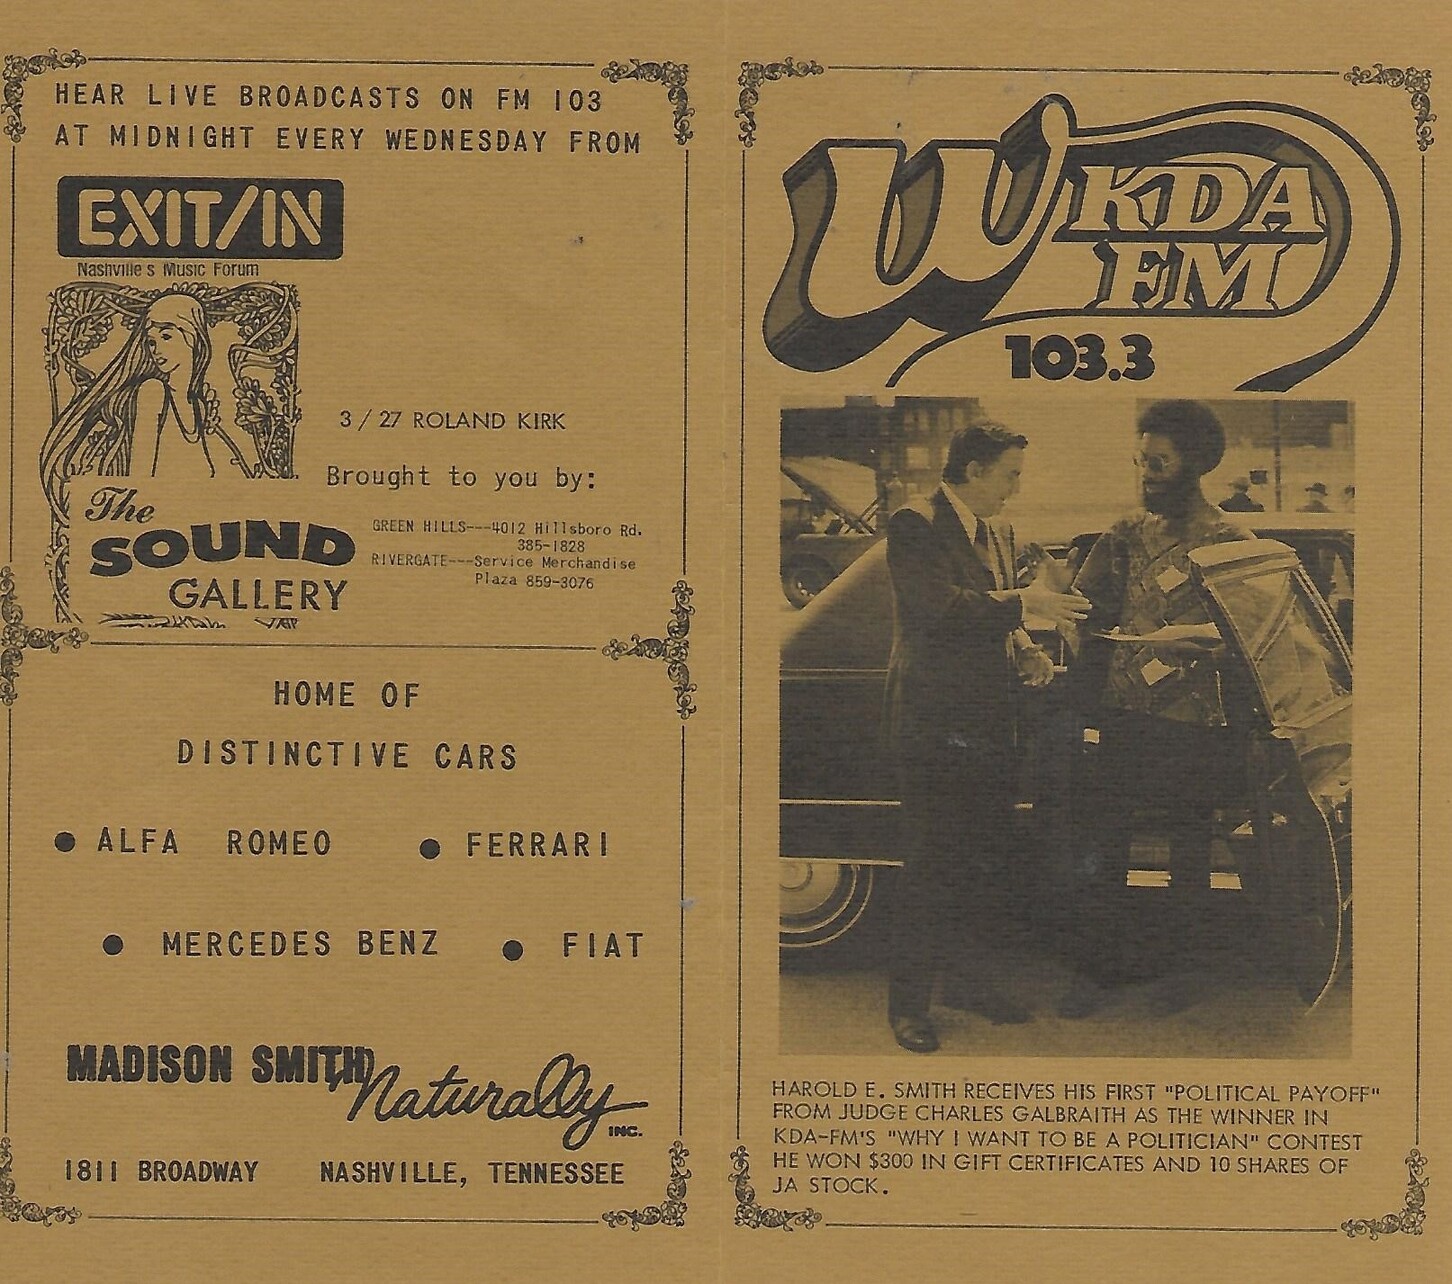 HEAR LIVE BROADCASTS ON FM 103
AT MIDNIGHT EVERY WEDNESDAY FROM
EXIT/IN
Nashville's Music Forum
3/27 ROLAND KIRK
Brought to you by:
The
SOUND
GALLERY
GREEN HILLS---4012 Hillsboro Rd.
385-1828
RIVERGATE---Service Merchandise
Plaza 859-3076
HOME OF
DISTINCTIVE CARS
● ALFA ROMEO ● FERRARI
● MERCEDES BENZ ● FIAT
MADISON SMITH Naturally
INC.
1811 BROADWAY NASHVILLE, TENNESSEE
WKDA
FM
103.3
HAROLD E. SMITH RECEIVES HIS FIRST "POLITICAL PAYOFF"
FROM JUDGE CHARLES GALBRAITH AS THE WINNER IN
KDA-FM'S "WHY I WANT TO BE A POLITICIAN" CONTEST
HE WON $300 IN GIFT CERTIFICATES AND 10 SHARES OF
JA STOCK.